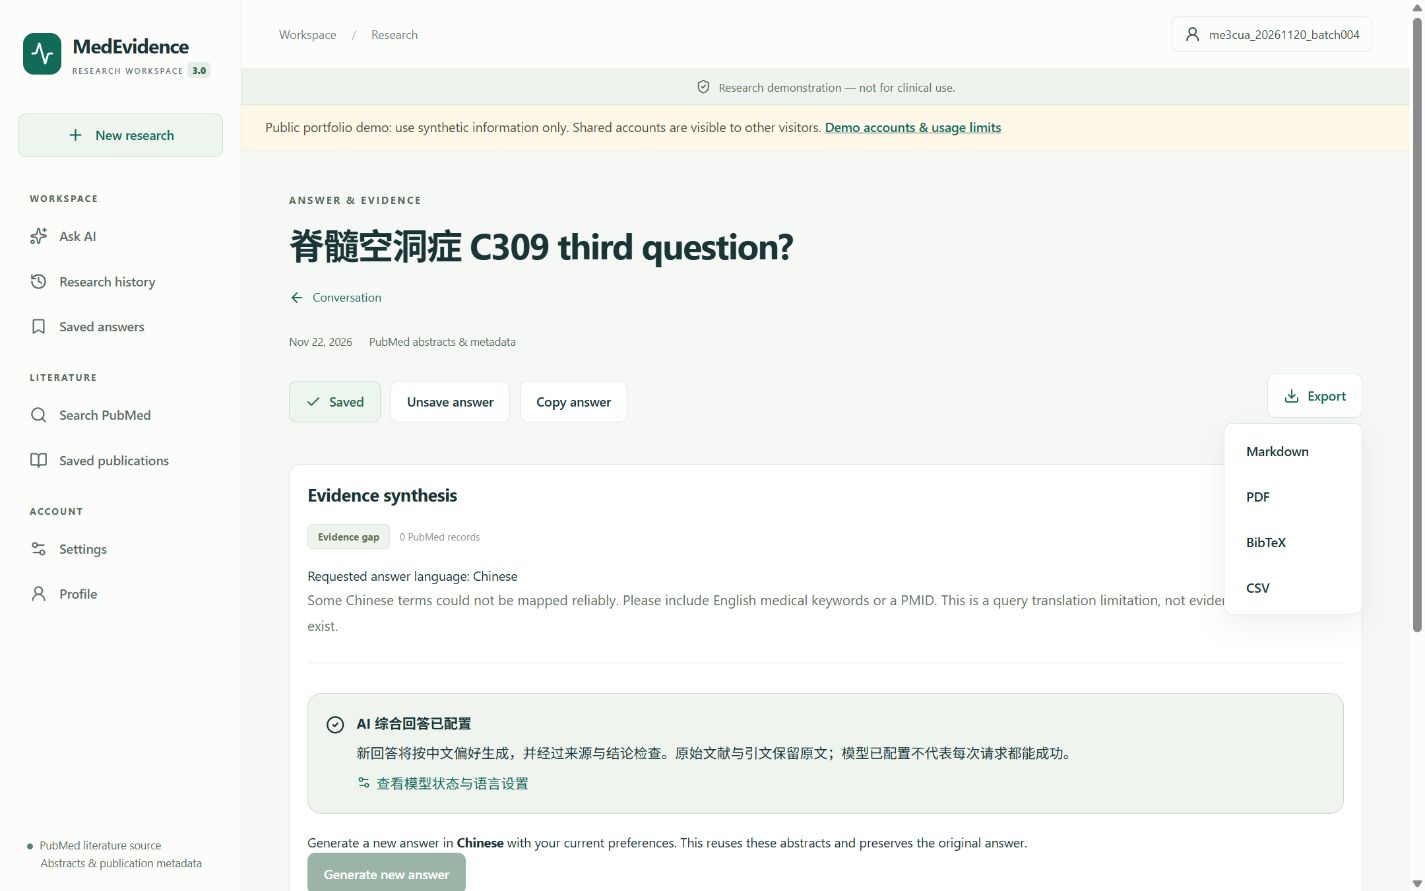 MedEvidence
RESEARCH WORKSPACE 3.0
New research
WORKSPACE
Ask AI
Research history
Saved answers
LITERATURE
Search PubMed
Saved publications
ACCOUNT
Settings
Profile
PubMed literature source
Abstracts & publication metadata
Workspace / Research
me3cua_20261120_batch004
Research demonstration — not for clinical use.
Public portfolio demo: use synthetic information only. Shared accounts are visible to other visitors. Demo accounts & usage limits
ANSWER & EVIDENCE
脊髓空洞症 C309 third question?
Conversation
Nov 22, 2026 PubMed abstracts & metadata
Saved
Unsave answer
Copy answer
Export
Markdown
PDF
BibTeX
CSV
Evidence synthesis
Evidence gap 0 PubMed records
Requested answer language: Chinese
Some Chinese terms could not be mapped reliably. Please include English medical keywords or a PMID. This is a query translation limitation, not
exist.
AI 综合回答已配置
新回答将按中文偏好生成，并经过来源与结论检查。原始文献与引文保留原文；模型已配置不代表每次请求都能成功。
查看模型状态与语言设置
Generate a new answer in Chinese with your current preferences. This reuses these abstracts and preserves the original answer.
Generate new answer